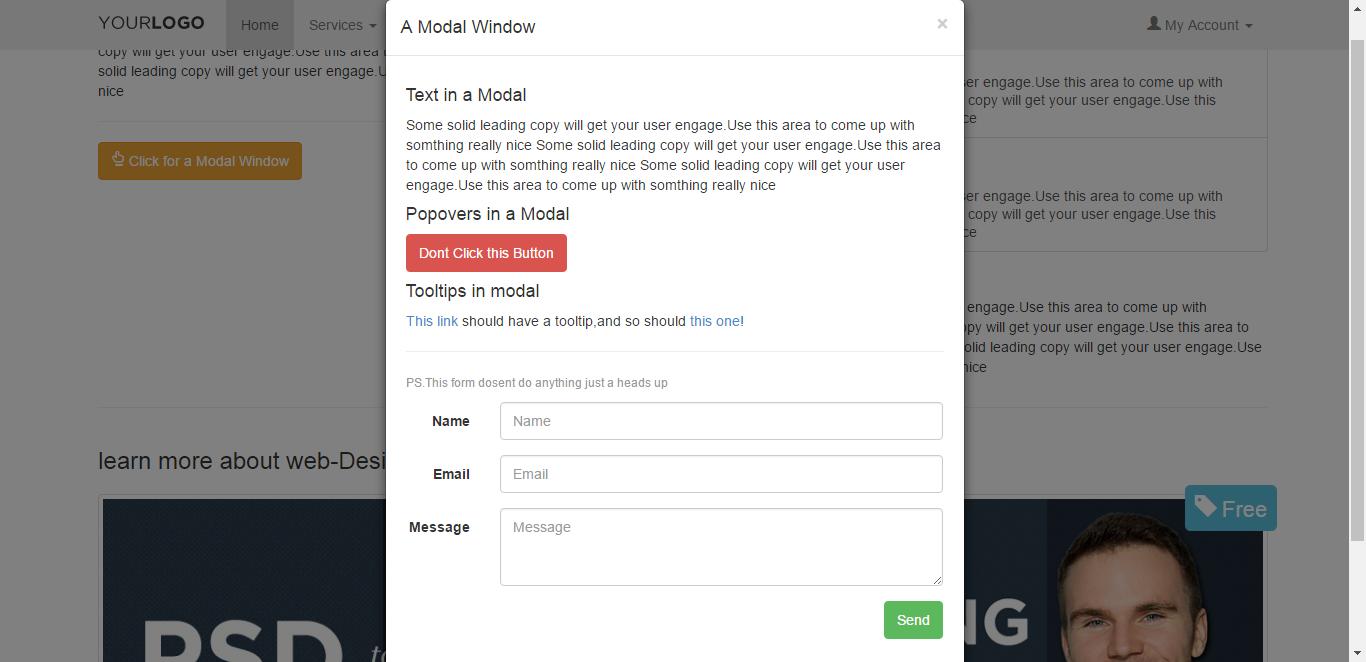 YOURLOGO
Home
Services
A Modal Window
×
My Account
copy will get your user engage.Use this area
solid leading copy will get your user engage.
nice
Click for a Modal Window
Text in a Modal
Some solid leading copy will get your user engage.Use this area to come up with
somthing really nice Some solid leading copy will get your user engage.Use this area
to come up with somthing really nice Some solid leading copy will get your user
engage.Use this area to come up with somthing really nice
Popovers in a Modal
Dont Click this Button
Tooltips in modal
This link should have a tooltip,and so should this one!
PS.This form dosent do anything just a heads up
Name
Name
Email
Email
Message
Message
Send
engage.Use this area to come up with
copy will get your user engage.Use this
engage.Use this area to come up with
copy will get your user engage.Use this
engage.Use this area to come up with
will get your user engage.Use this area to
leading copy will get your user engage.Use
nice
learn more about web-Desi
PSD to
NG
Free